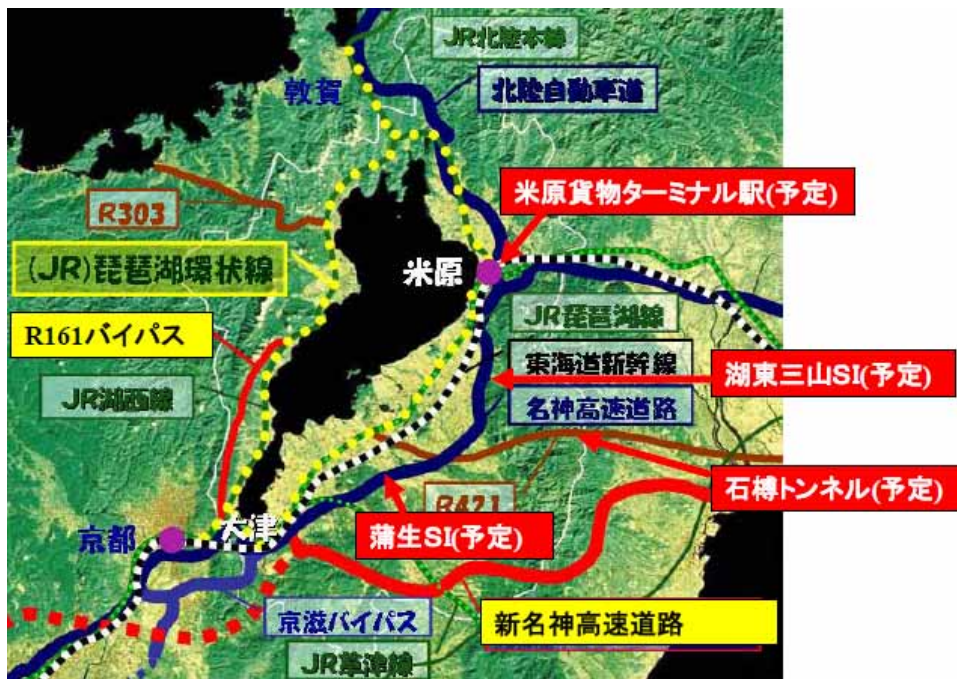 JR北陸本線
敦賀
北陸自動車道
米原貨物ターミナル駅(予定)
R303
(JR)琵琶湖環状線
米原
R161バイパス
JR琵琶湖線
東海道新幹線
湖東三山SI(予定)
JR湖西線
名神高速道路
石榑トンネル(予定)
R421
大津
京都
蒲生SI(予定)
京滋バイパス
新名神高速道路
JR草津線